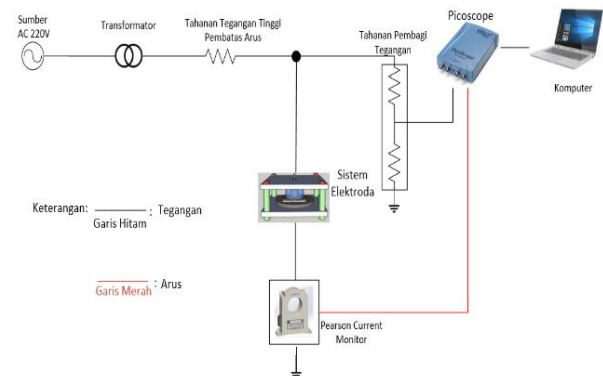 Sumber
AC 220V
Transformator
Tahanan Tegangan Tinggi
Pembatas Arus
Tahanan Pembagi
Tegangan
Picoscope
Komputer
Sistem
Elektroda
Keterangan:
Garis Hitam
: Tegangan
Garis Merah
: Arus
Pearson Current
Monitor